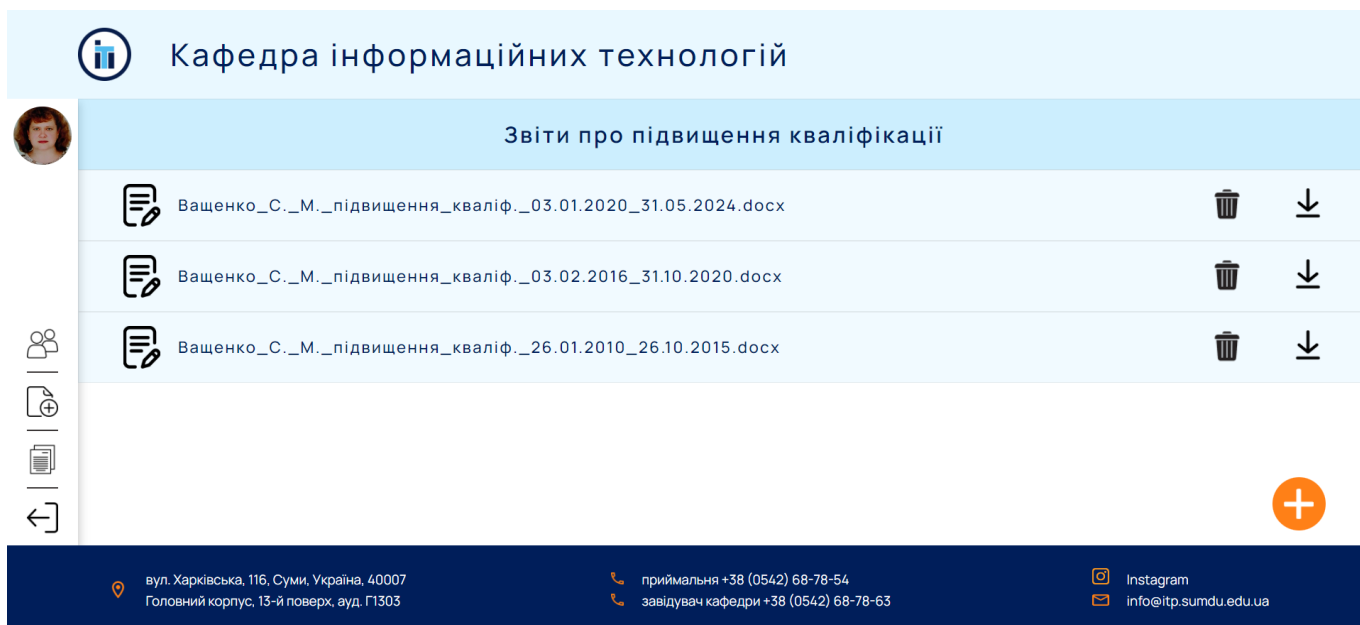 iTi
Кафедра інформаційних технологій
Звіти про підвищення кваліфікації
Ващенко_С._М._підвищення_кваліф._03.01.2020_31.05.2024.docx
Ващенко_С._М._підвищення_кваліф._03.02.2016_31.10.2020.docx
Ващенко_С._М._підвищення_кваліф._26.01.2010_26.10.2015.docx
вул. Харківська, 116, Суми, Україна, 40007
Головний корпус, 13-й поверх, ауд. Г1303
приймальня +38 (0542) 68-78-54
завідувач кафедри +38 (0542) 68-78-63
Instagram
info@itp.sumdu.edu.ua